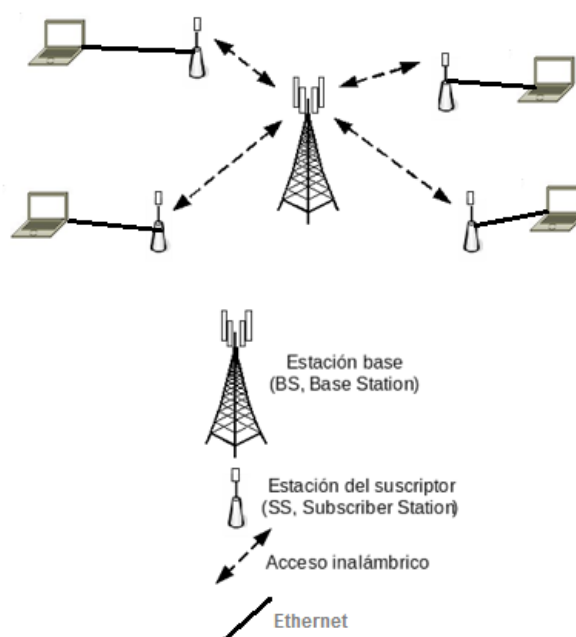 Estación base
(BS, Base Station)
Estación del suscriptor
(SS, Subscriber Station)
Acceso inalámbrico
Ethernet